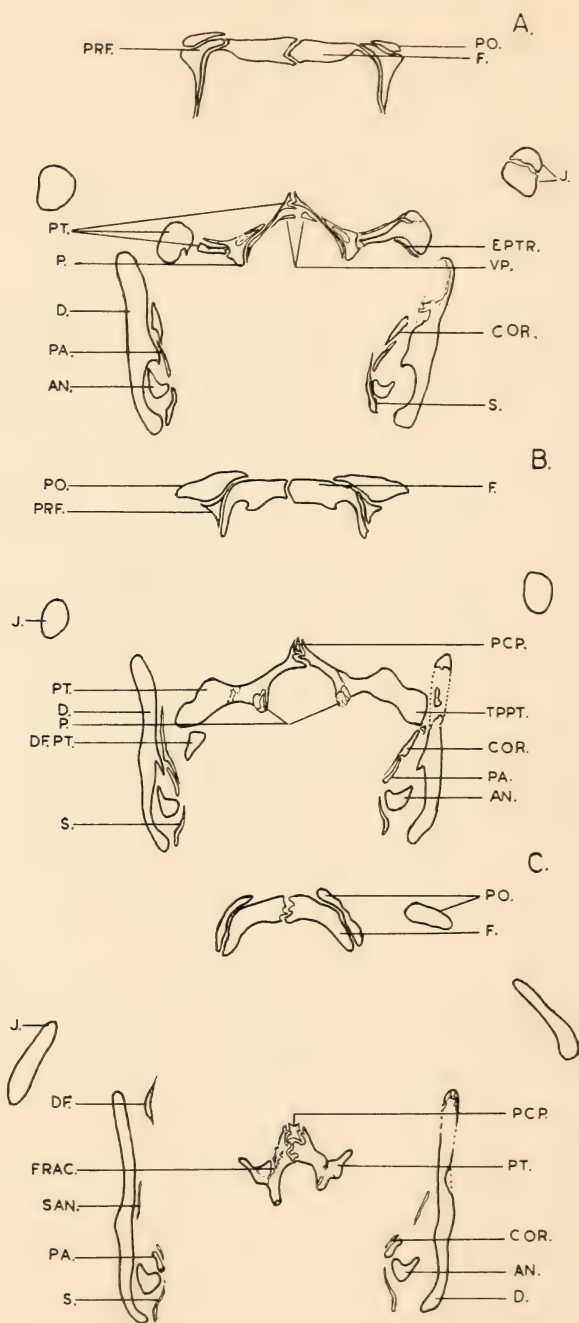 A.
PRF.
PO.
F.
J.
PT.
EPTR.
P.
VP.
D.
COR.
PA.
AN.
S.
B.
PO.
F.
PRF.
J.
PCP.
PT.
D.
TPPT.
P.
DF. PT.
COR.
PA.
AN.
S.
C.
PO.
F.
J.
DF.
PCP.
FRAC.
PT.
SAN.
COR.
PA.
AN.
S.
D.